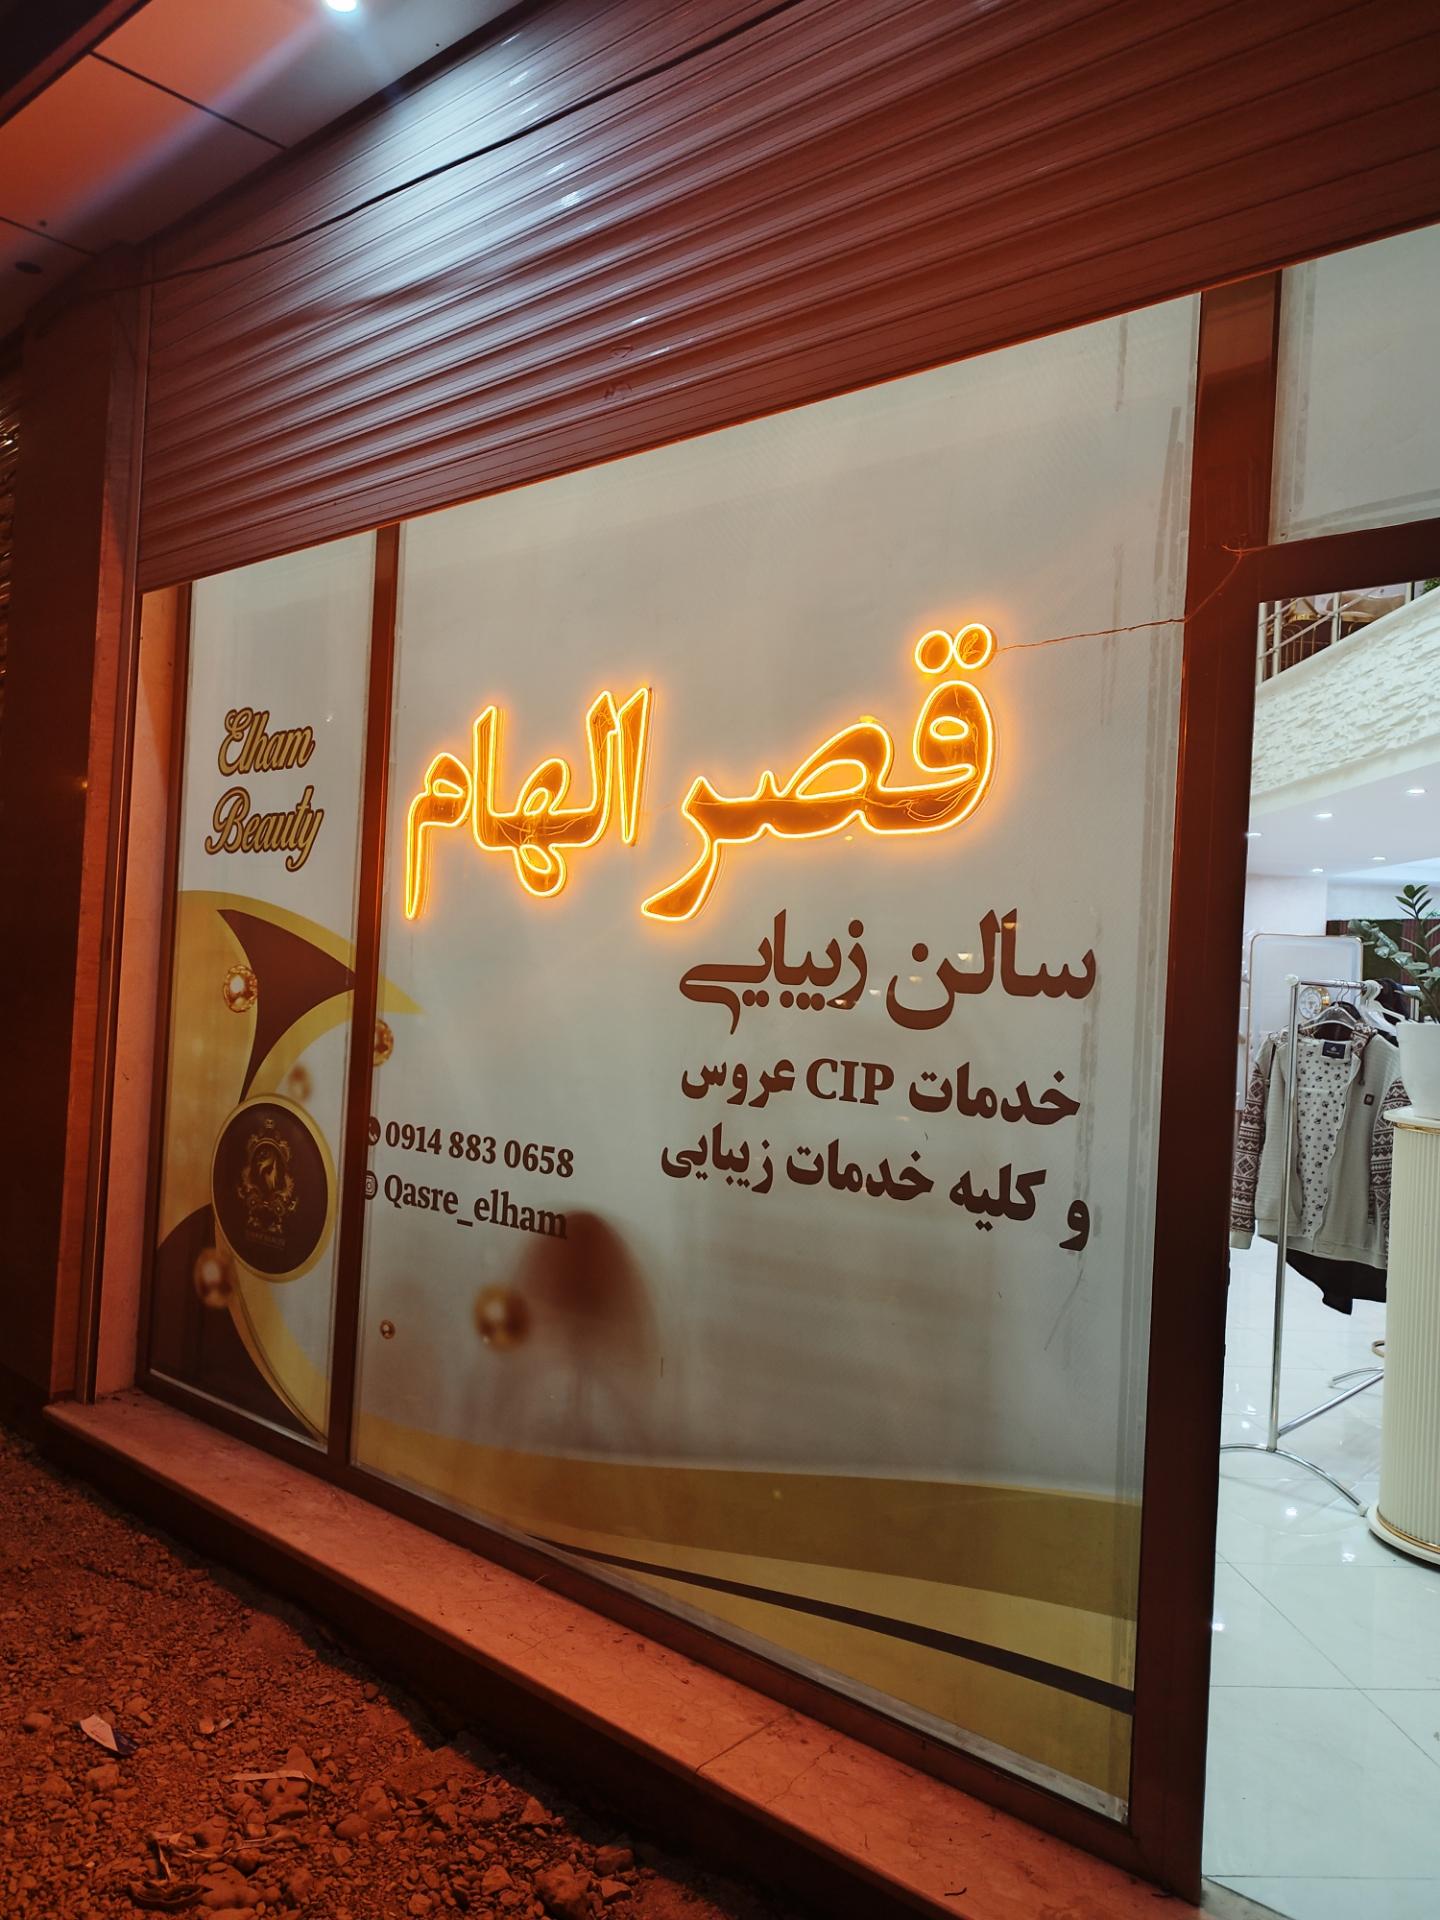 قصر الهام
سالن زیبایی
خدمات CIP عروس
و کلیه خدمات زیبایی
0914 883 0658
Qasre_elham
Elham
Beauty